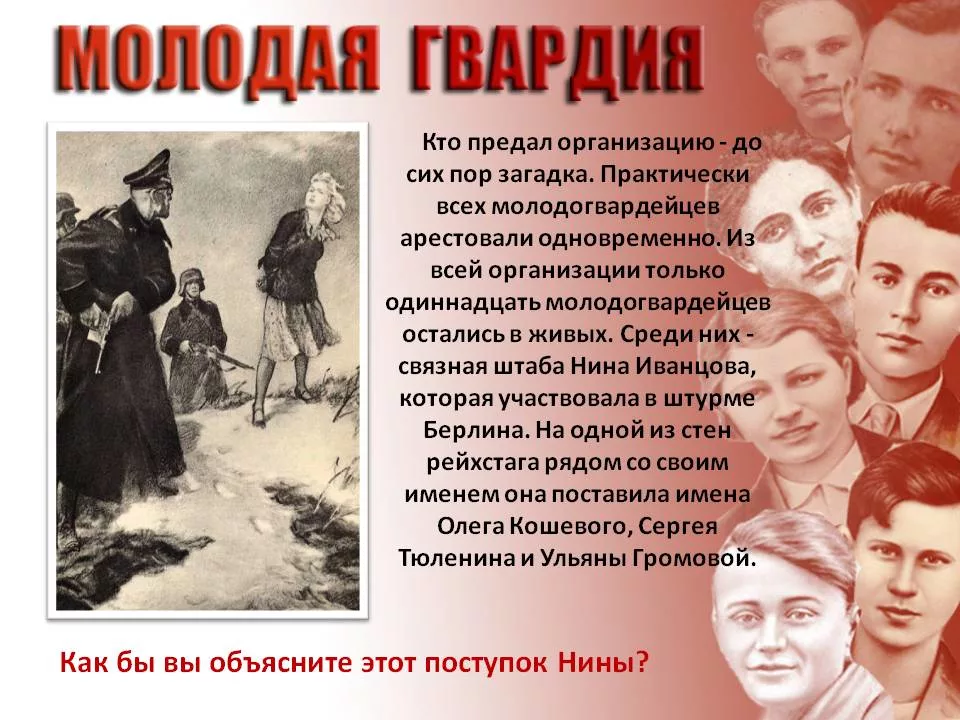 МОЛОДАЯ ГВАРДИЯ
Кто предал организацию - до
сих пор загадка. Практически
всех молодогвардейцев
арестовали одновременно. Из
всей организации только
одиннадцать молодогвардейцев
остались в живых. Среди них -
связная штаба Нина Иванцова,
которая участвовала в штурме
Берлина. На одной из стен
рейхстага рядом со своим
именем она поставила имена
Олега Кошевого, Сергея
Тюленина и Ульяны Громовой.
Как бы вы объясните этот поступок Нины?